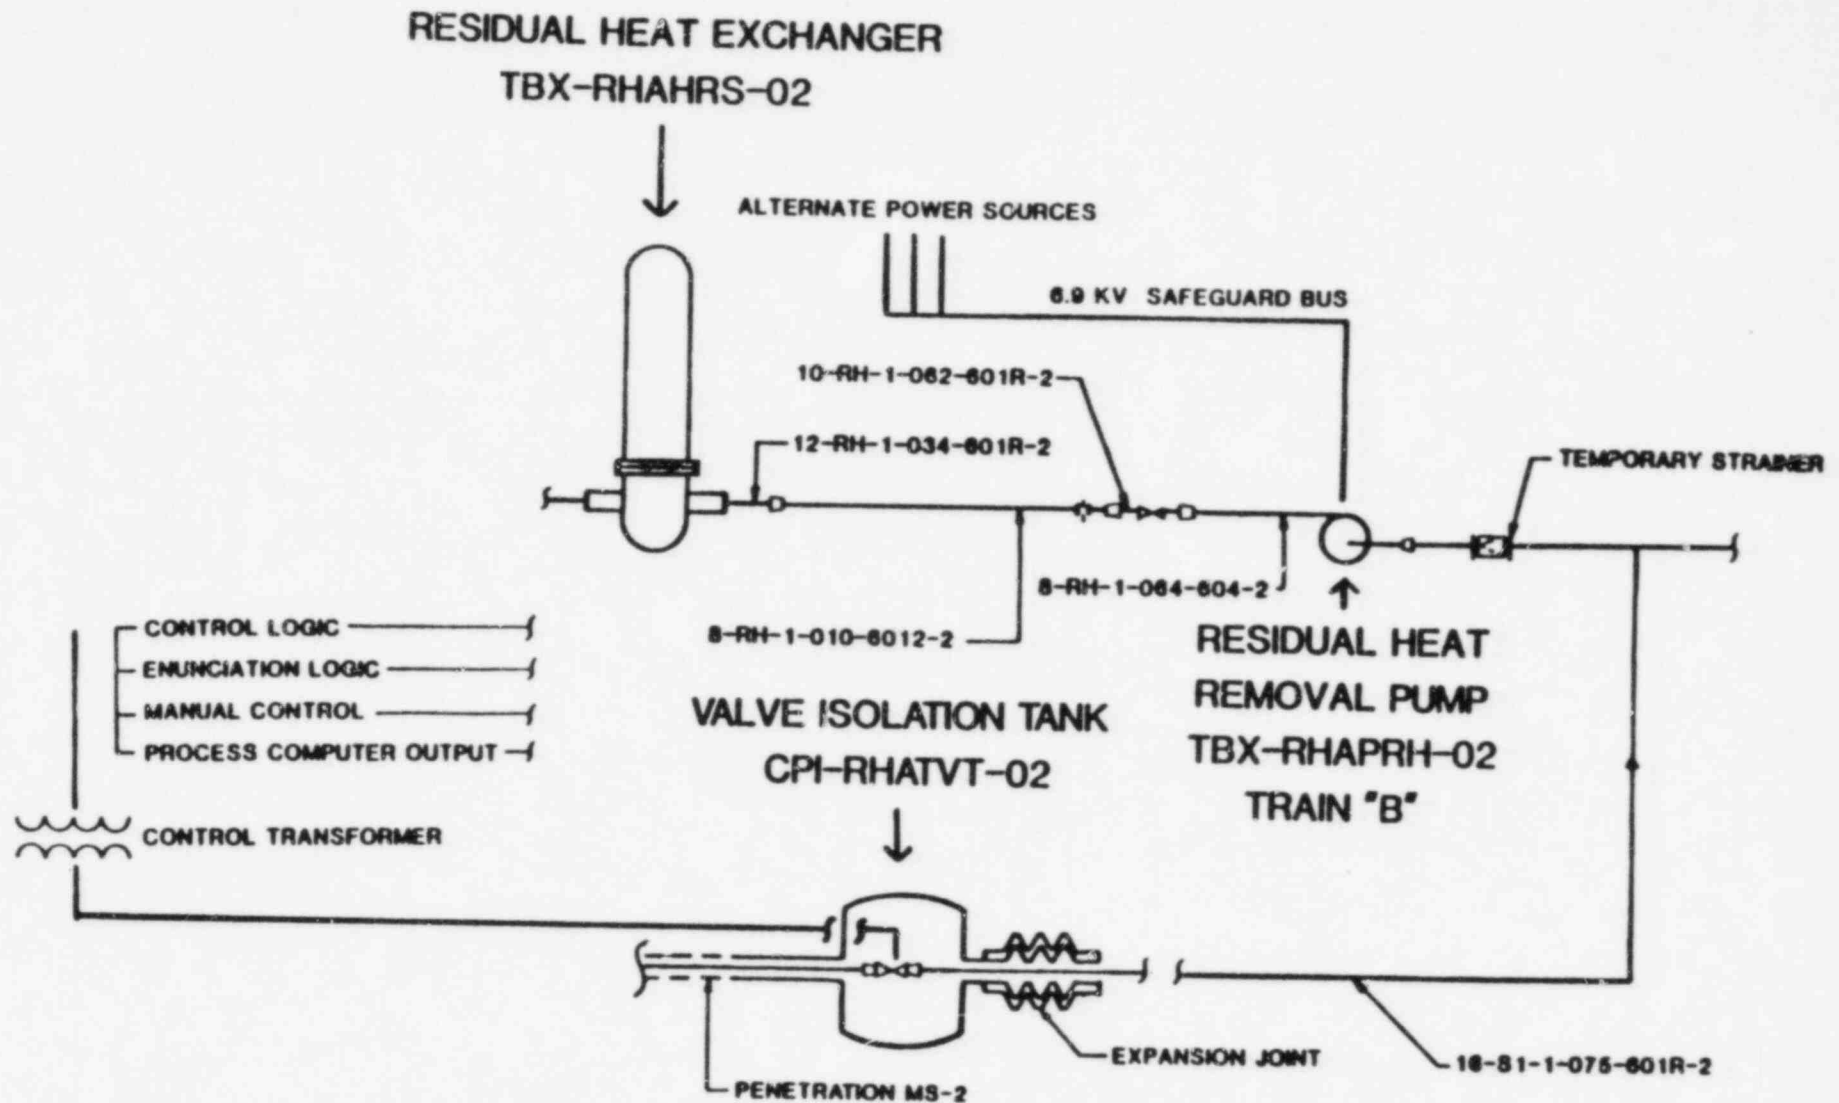 RESIDUAL HEAT EXCHANGER
TBX-RHAHRS-02
ALTERNATE POWER SOURCES
6.9 KV SAFEGUARD BUS
10-RH-1-062-601R-2
12-RH-1-034-601R-2
TEMPORARY STRAINER
8-RH-1-064-604-2
8-RH-1-010-6012-2
CONTROL LOGIC
ENUNCIATION LOGIC
MANUAL CONTROL
PROCESS COMPUTER OUTPUT
RESIDUAL HEAT
REMOVAL PUMP
TBX-RHAPRH-02
TRAIN "B"
VALVE ISOLATION TANK
CPI-RHATVT-02
CONTROL TRANSFORMER
EXPANSION JOINT
16-S1-1-075-601R-2
PENETRATION MS-2